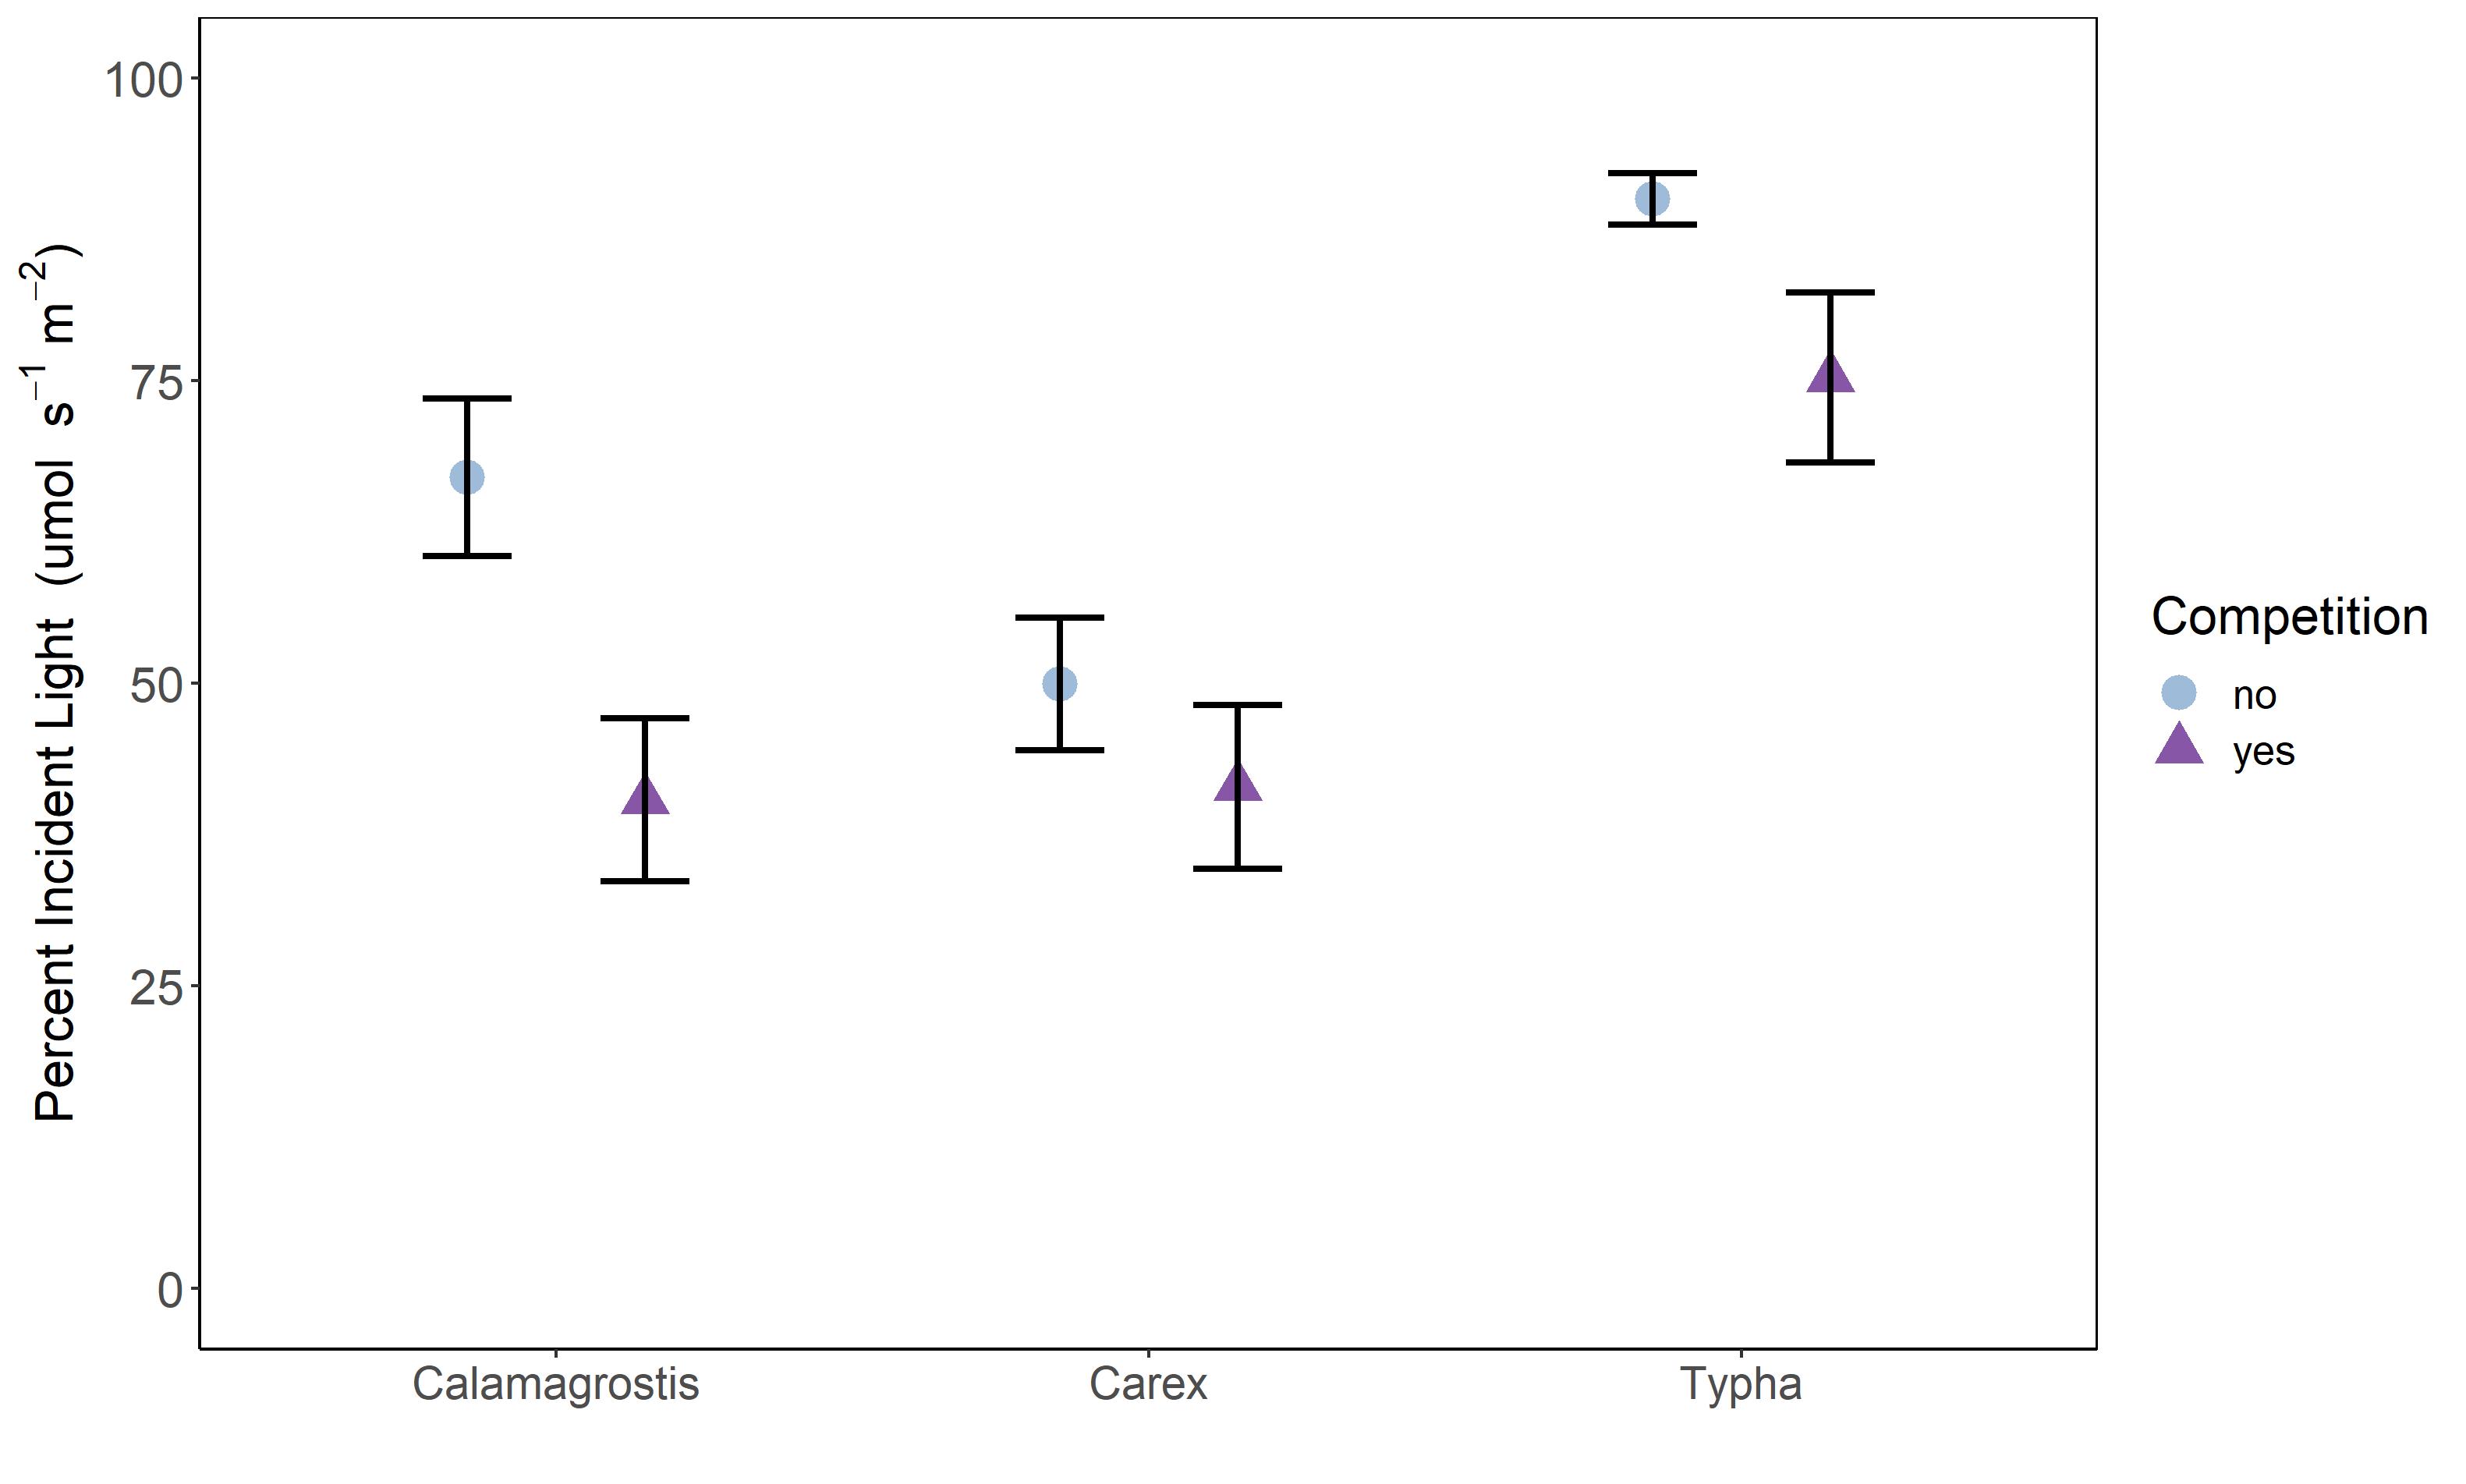 Percent Incident Light (umol s⁻¹ m⁻²)
100
75
50
25
0
Calamagrostis
Carex
Typha
Competition
no
yes